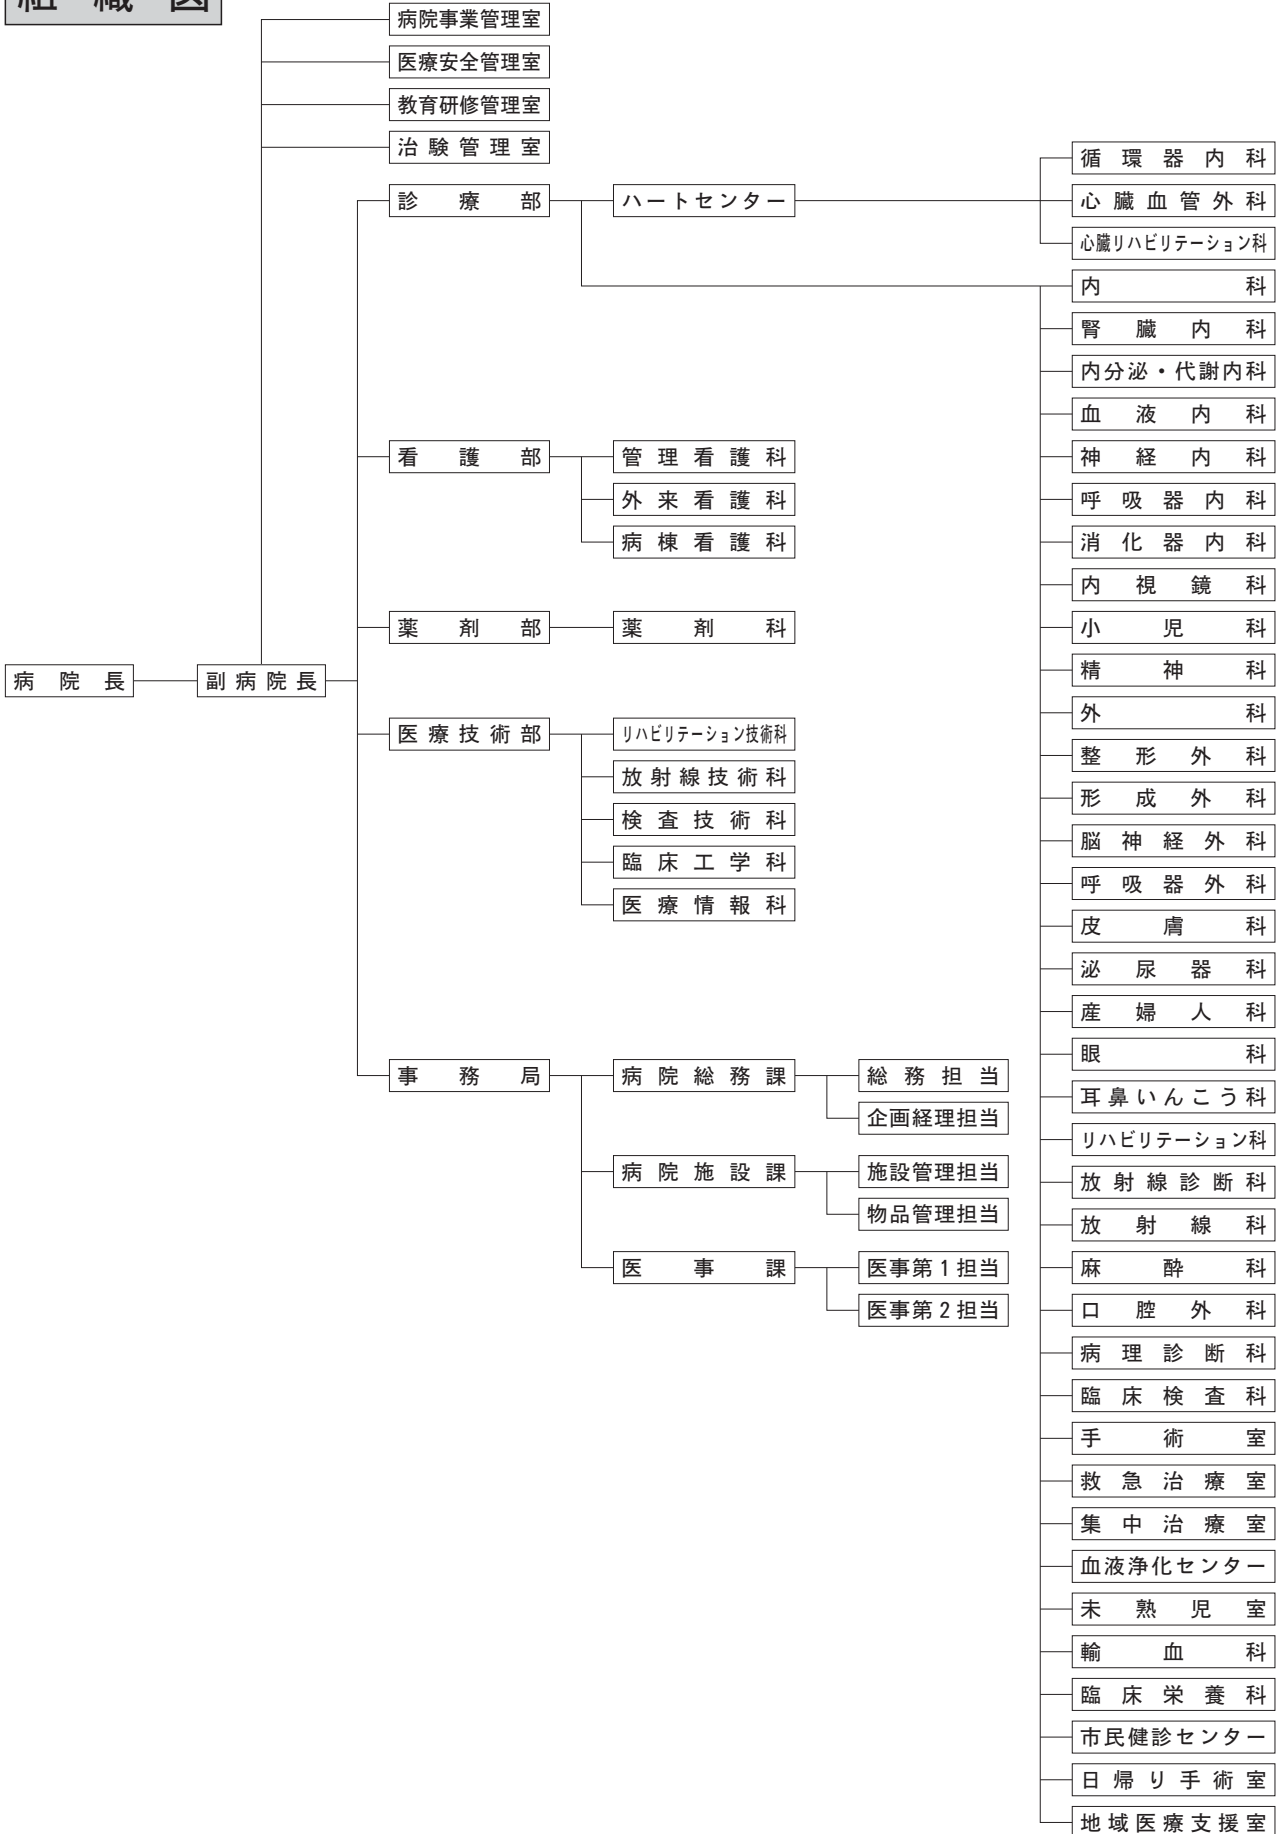 組織図
病院事業管理室
医療安全管理室
教育研修管理室
治験管理室
循環器内科
診療部 ハートセンター 心臓血管外科
心臓リハビリテーション科
内科
腎臓内科
内分泌・代謝内科
血液内科
看護部 管理看護科 神経内科
外来看護科 呼吸器内科
病棟看護科 消化器内科
内視鏡科
薬剤部 薬剤科 小児科
病院長 副病院長 精神科
外科
医療技術部 リハビリテーション技術科
整形外科
放射線技術科
形成外科
検査技術科
脳神経外科
臨床工学科
呼吸器外科
医療情報科
皮膚科
泌尿器科
産婦人科
眼科
事務局 病院総務課 総務担当
耳鼻いんこう科
企画経理担当
リハビリテーション科
病院施設課 施設管理担当 放射線診断科
物品管理担当 放射線科
医事課 医事第1担当 麻酔科
医事第2担当 口腔外科
病理診断科
臨床検査科
手術室
救急治療室
集中治療室
血液浄化センター
未熟児室
輸血科
臨床栄養科
市民健診センター
日帰り手術室
地域医療支援室